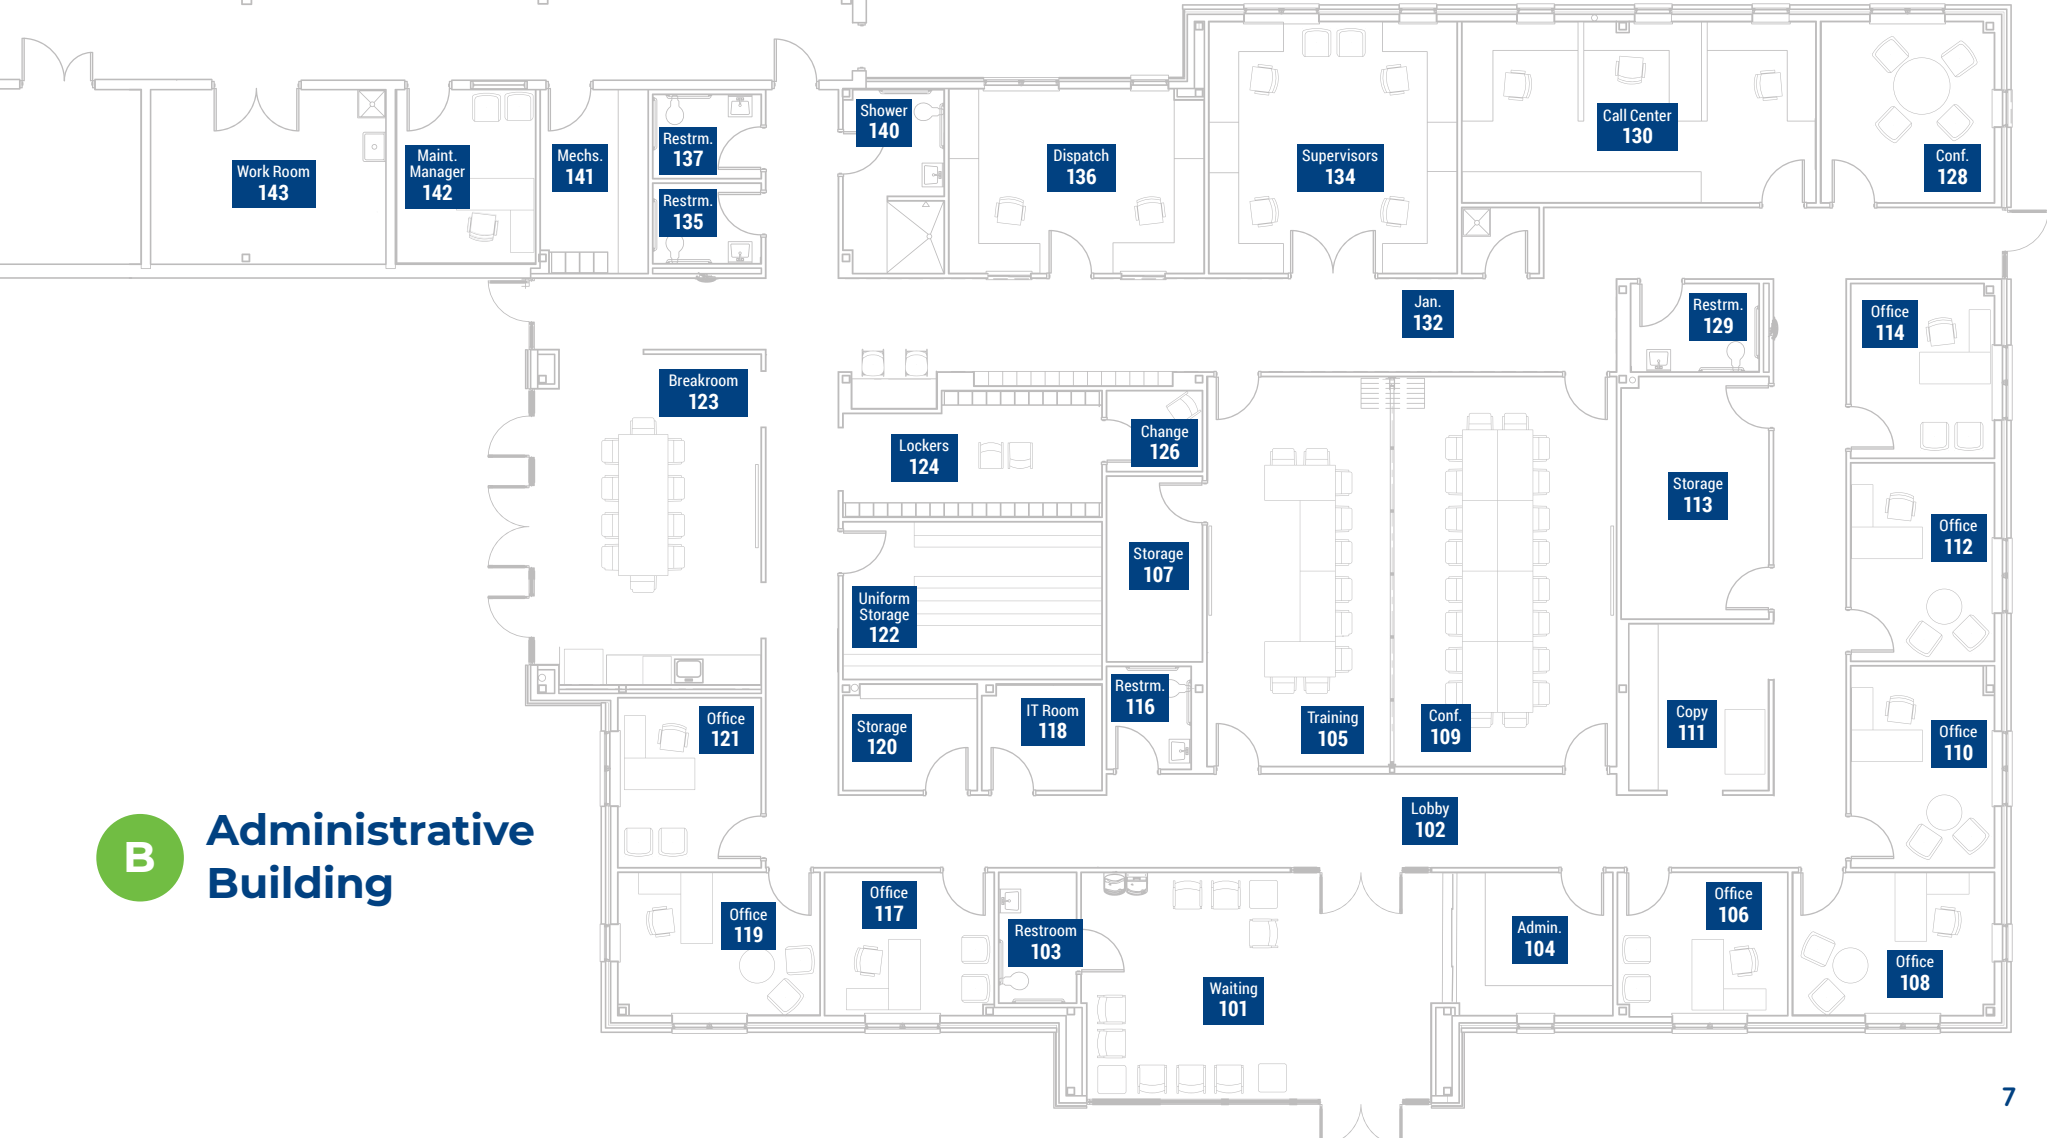 Shower
140
Restrm.
137
Call Center
130
Work Room
143
Maint.
Manager
142
Mechs.
141
Dispatch
136
Supervisors
134
Conf.
128
Restrm.
135
Jan.
132
Restrm.
129
Office
114
Breakroom
123
Lockers
124
Change
126
Storage
113
Office
112
Storage
107
Uniform
Storage
122
Office
121
Storage
120
IT Room
118
Restrm.
116
Training
105
Conf.
109
Copy
111
Office
110
Lobby
102
B
Administrative
Building
Office
119
Office
117
Restroom
103
Waiting
101
Admin.
104
Office
106
Office
108
7